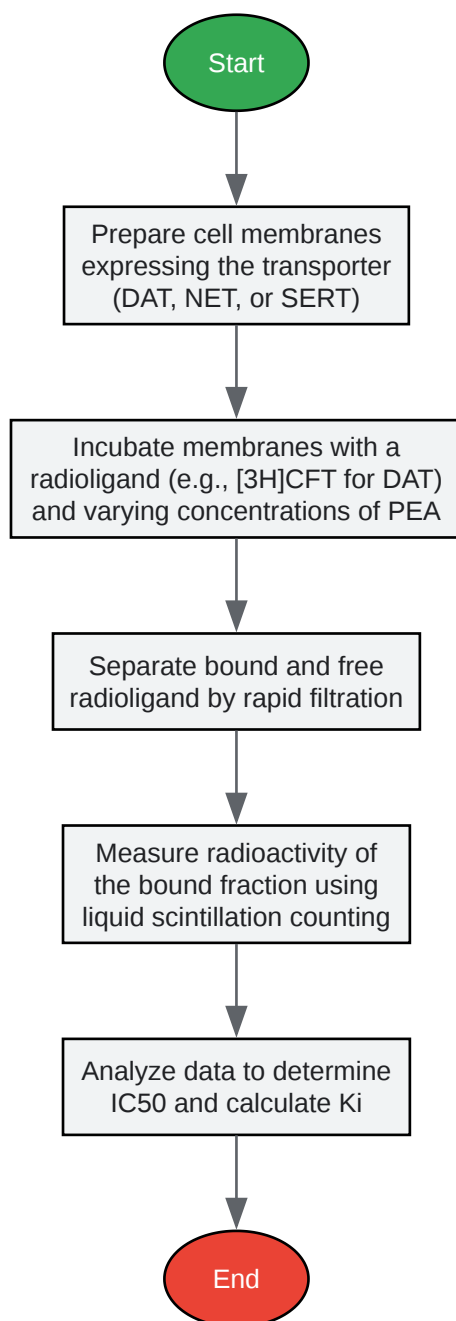 Start
Prepare cell membranes
expressing the transporter
(DAT, NET, or SERT)
Incubate membranes with a
radioligand (e.g., [3H]CFT for DAT)
and varying concentrations of PEA
Separate bound and free
radioligand by rapid filtration
Measure radioactivity of
the bound fraction using
liquid scintillation counting
Analyze data to determine
IC50 and calculate Ki
End